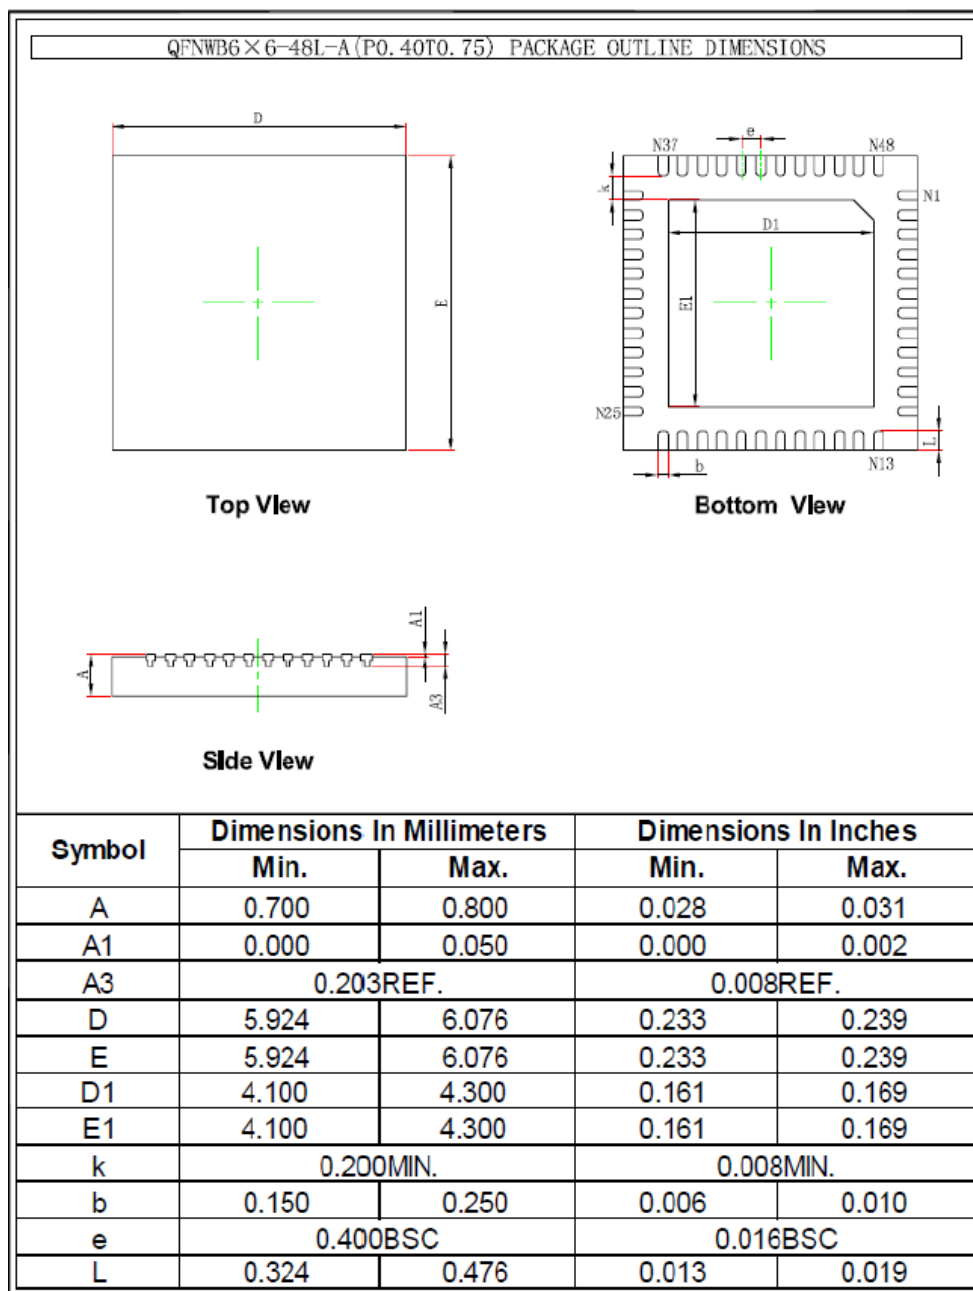 QFNWB6×6-48L-A(P0.40T0.75) PACKAGE OUTLINE DIMENSIONS
D
E
Top View
N37
e
N48
k
N1
D1
E1
N25
b
L
N13
Bottom View
A
A1
A3
Side View
Symbol Dimensions In Millimeters Dimensions In Inches
Min. Max. Min. Max.
A 0.700 0.800 0.028 0.031
A1 0.000 0.050 0.000 0.002
A3 0.203REF. 0.008REF.
D 5.924 6.076 0.233 0.239
E 5.924 6.076 0.233 0.239
D1 4.100 4.300 0.161 0.169
E1 4.100 4.300 0.161 0.169
k 0.200MIN. 0.008MIN.
b 0.150 0.250 0.006 0.010
e 0.400BSC 0.016BSC
L 0.324 0.476 0.013 0.019